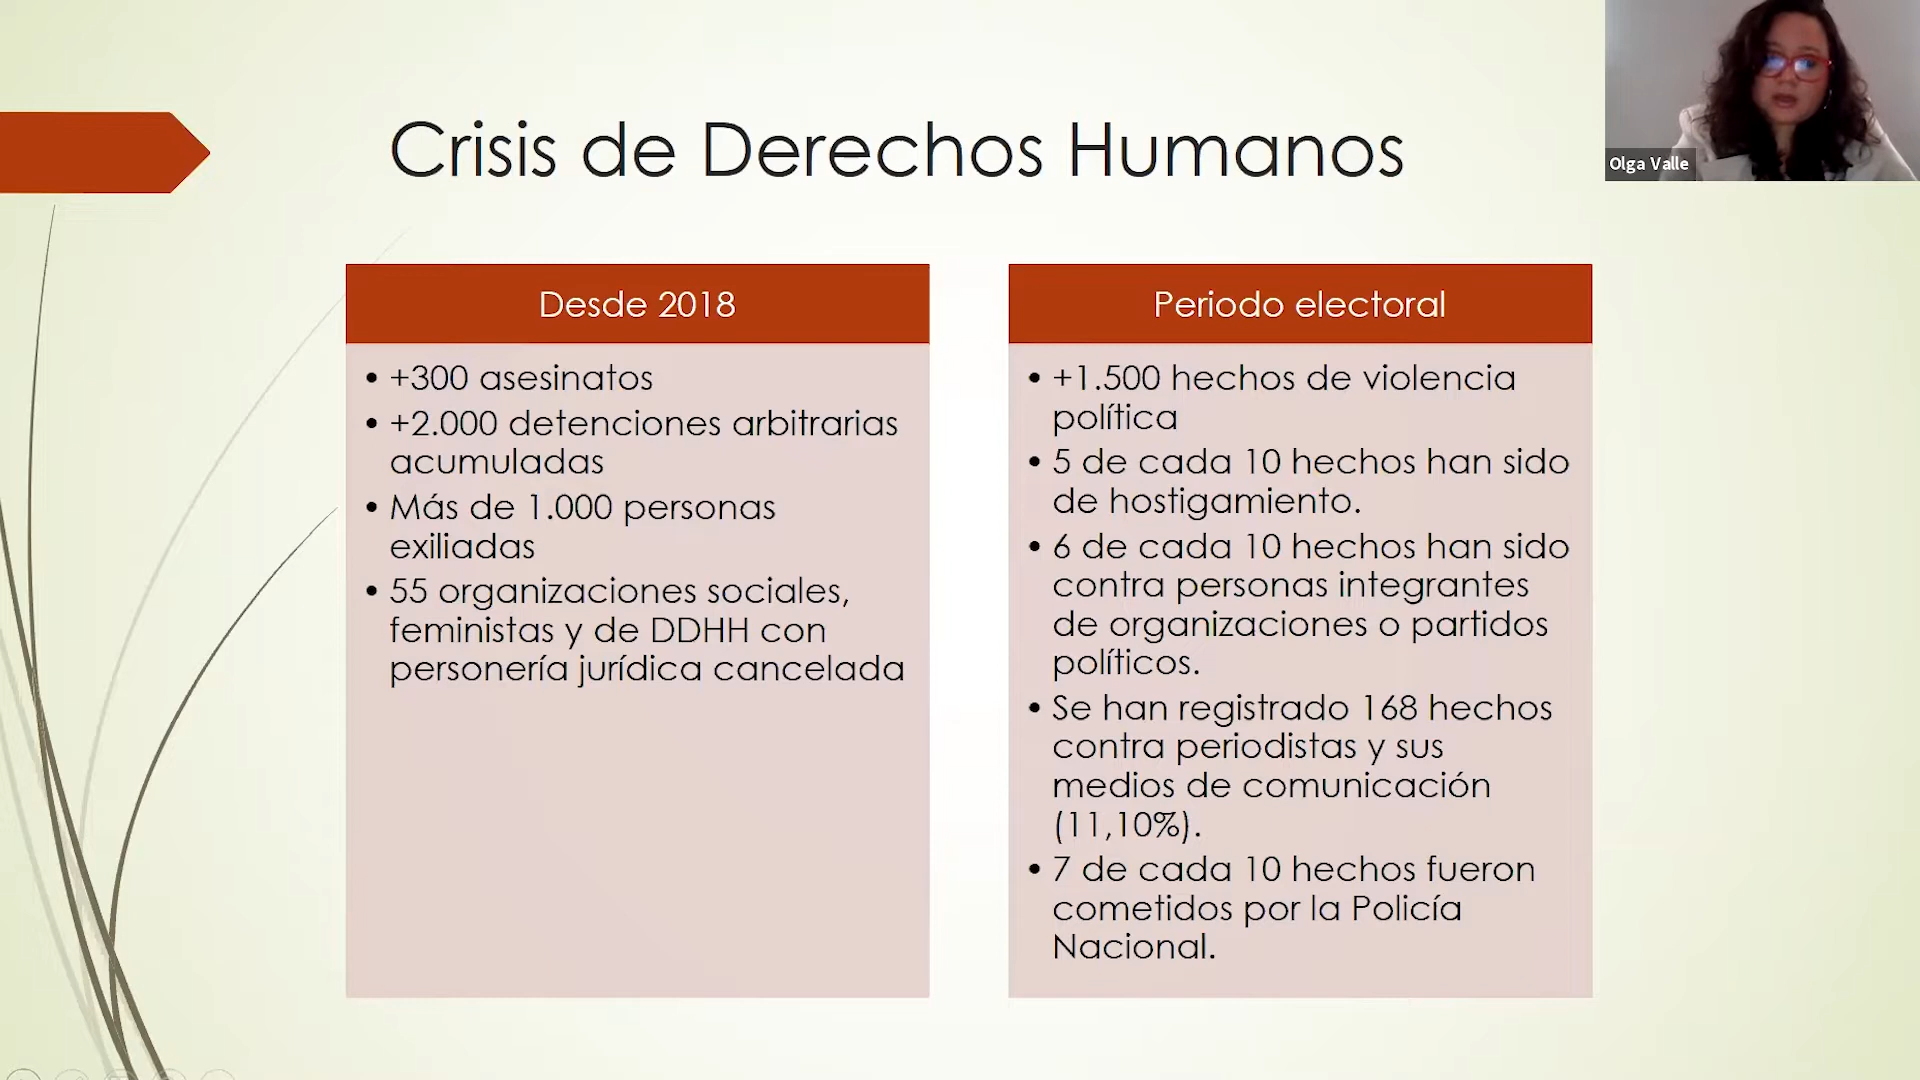 Crisis de Derechos Humanos
Olga Valle
Desde 2018
• +300 asesinatos
• +2.000 detenciones arbitrarias
acumuladas
• Más de 1.000 personas
exiliadas
• 55 organizaciones sociales,
feministas y de DDHH con
personería jurídica cancelada
Periodo electoral
• +1.500 hechos de violencia
política
• 5 de cada 10 hechos han sido
de hostigamiento.
• 6 de cada 10 hechos han sido
contra personas integrantes
de organizaciones o partidos
políticos.
• Se han registrado 168 hechos
contra periodistas y sus
medios de comunicación
(11,10%).
• 7 de cada 10 hechos fueron
cometidos por la Policía
Nacional.